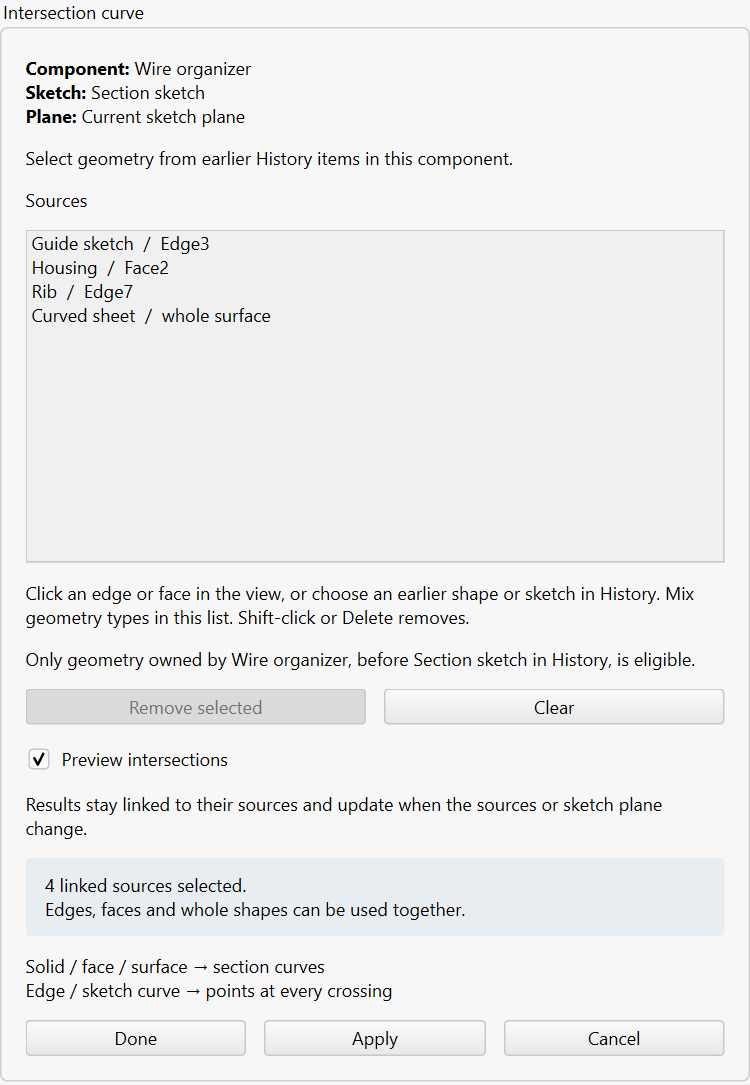 Intersection curve
Component: Wire organizer
Sketch: Section sketch
Plane: Current sketch plane
Select geometry from earlier History items in this component.
Sources
Guide sketch / Edge3
Housing / Face2
Rib / Edge7
Curved sheet / whole surface
Click an edge or face in the view, or choose an earlier shape or sketch in History. Mix
geometry types in this list. Shift-click or Delete removes.
Only geometry owned by Wire organizer, before Section sketch in History, is eligible.
Remove selected Clear
Preview intersections
Results stay linked to their sources and update when the sources or sketch plane
change.
4 linked sources selected.
Edges, faces and whole shapes can be used together.
Solid / face / surface → section curves
Edge / sketch curve → points at every crossing
Done Apply Cancel